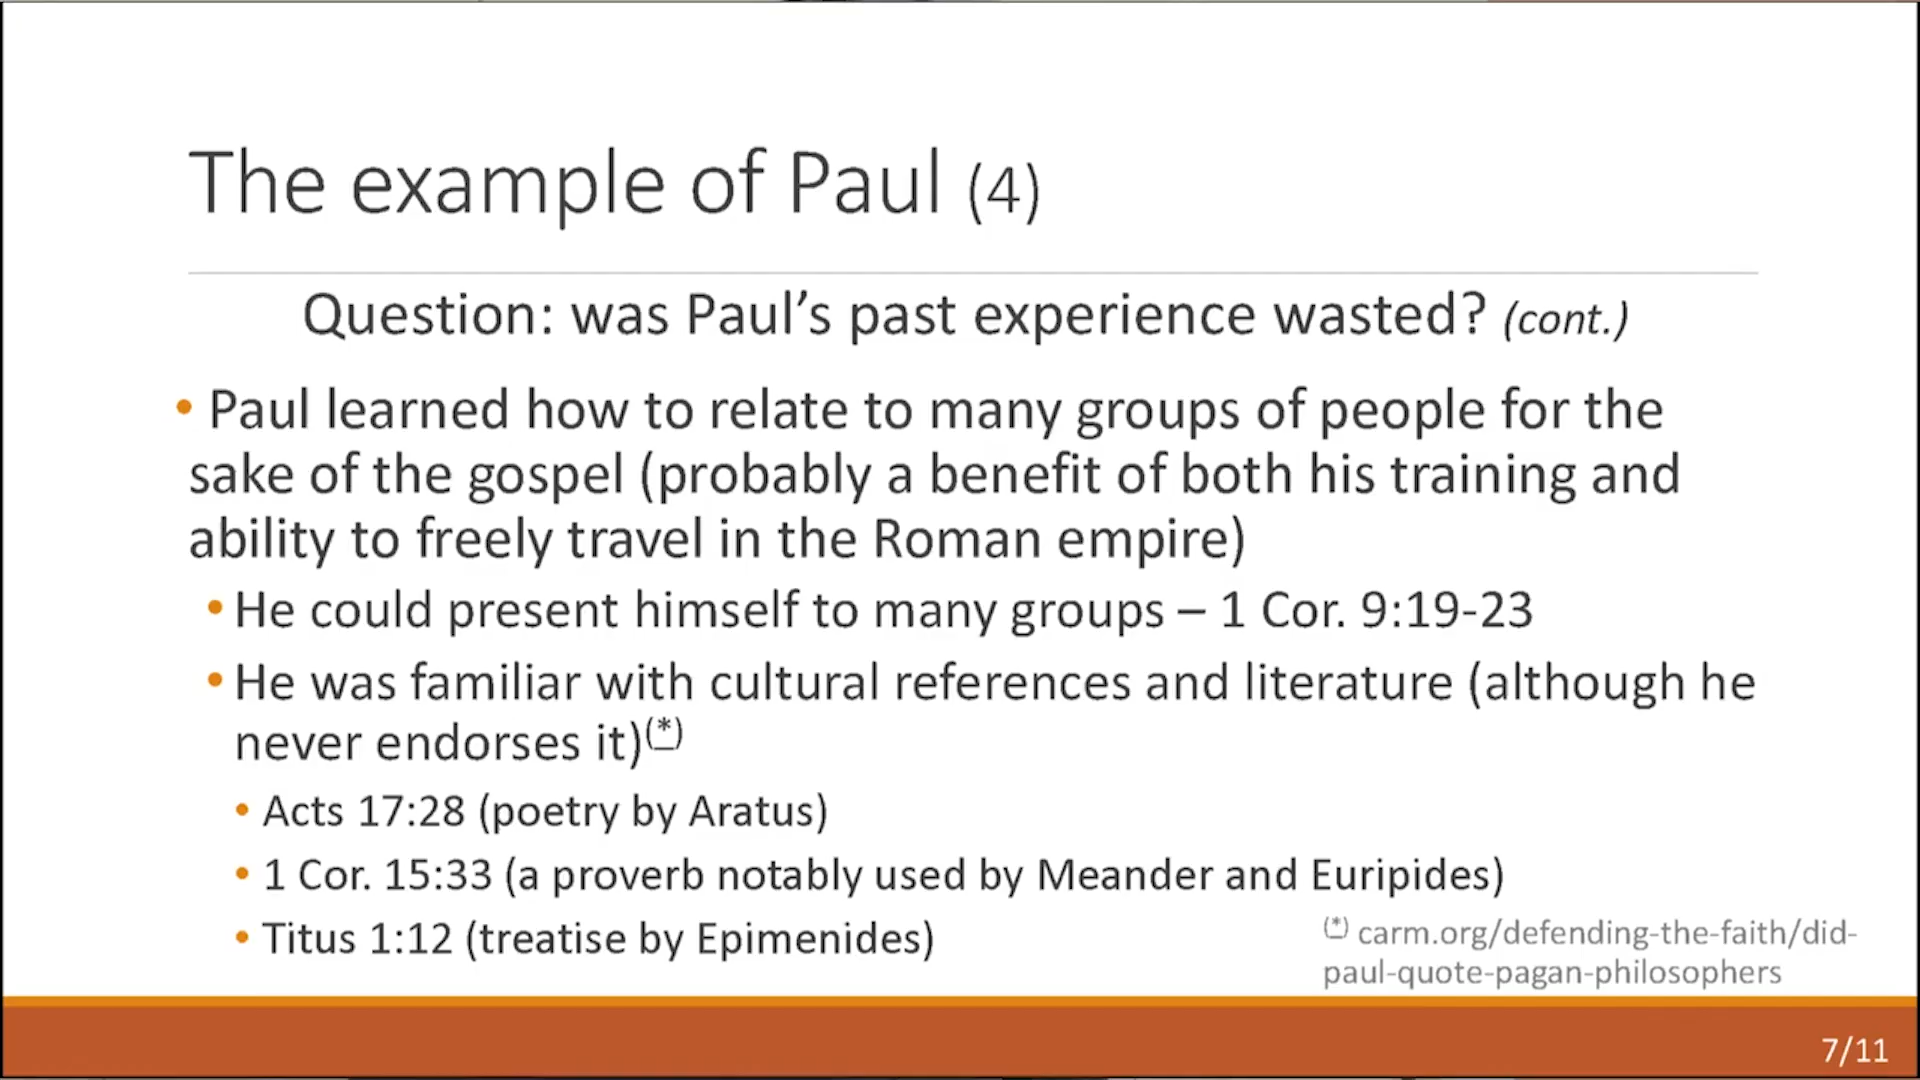 The example of Paul (4)
Question: was Paul’s past experience wasted? (cont.)
• Paul learned how to relate to many groups of people for the
sake of the gospel (probably a benefit of both his training and
ability to freely travel in the Roman empire)
• He could present himself to many groups – 1 Cor. 9:19-23
• He was familiar with cultural references and literature (although he
never endorses it)(*)
• Acts 17:28 (poetry by Aratus)
• 1 Cor. 15:33 (a proverb notably used by Meander and Euripides)
• Titus 1:12 (treatise by Epimenides)
(*) carm.org/defending-the-faith/did-
paul-quote-pagan-philosophers
7/11